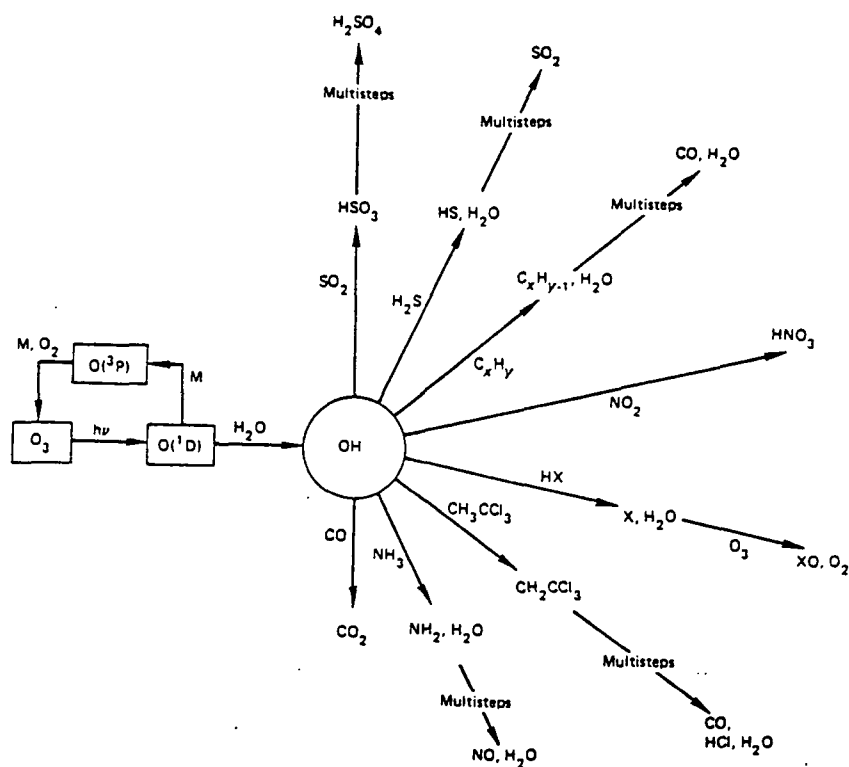 H₂SO₄
Multisteps
HSO₃
SO₂
SO₂
Multisteps
HS, H₂O
H₂S
CO, H₂O
Multisteps
CₓHᵧ₋₁, H₂O
CₓHᵧ
HNO₃
NO₂
M, O₂
O(³P)
M
O₃
hν
O(¹D)
H₂O
OH
HX
X, H₂O
O₃
XO, O₂
CH₃CCl₃
CH₂CCl₃
Multisteps
CO,
HCl, H₂O
CO
CO₂
NH₃
NH₂, H₂O
Multisteps
NO, H₂O